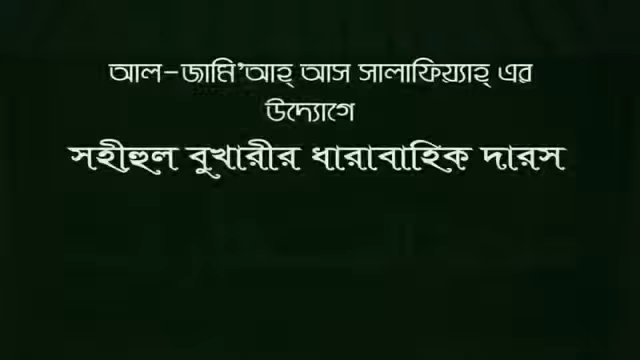 আল-জামি'আহ্ আস সালাফিয়্যাহ্ এর
উদ্যোগে
সহীহুল বুখারীর ধারাবাহিক দারস